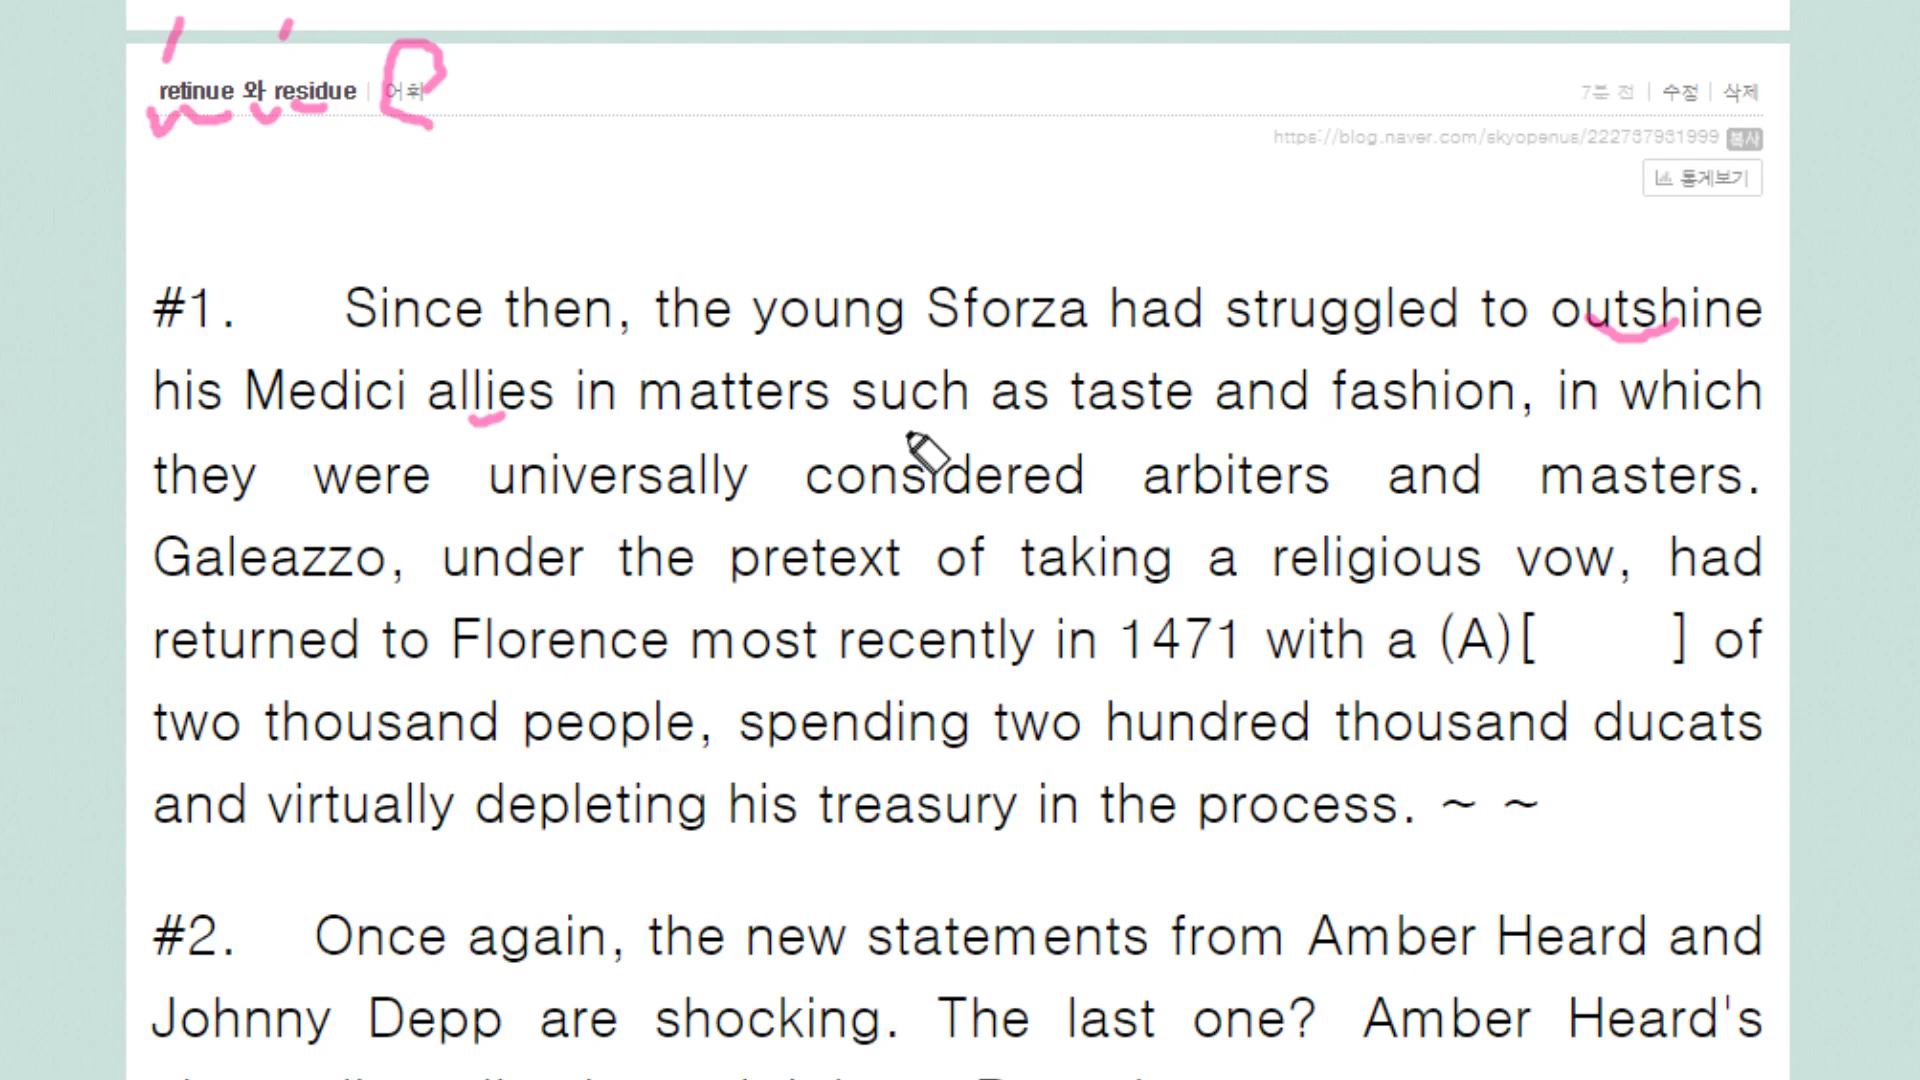 retinue 와 residue | 어휘
7분 전 | 수정 | 삭제
https://blog.naver.com/skyopenus/222737931999 복사
통계보기
#1. Since then, the young Sforza had struggled to outshine
his Medici allies in matters such as taste and fashion, in which
they were universally considered arbiters and masters.
Galeazzo, under the pretext of taking a religious vow, had
returned to Florence most recently in 1471 with a (A)[ ] of
two thousand people, spending two hundred thousand ducats
and virtually depleting his treasury in the process. ~ ~
#2. Once again, the new statements from Amber Heard and
Johnny Depp are shocking. The last one? Amber Heard's